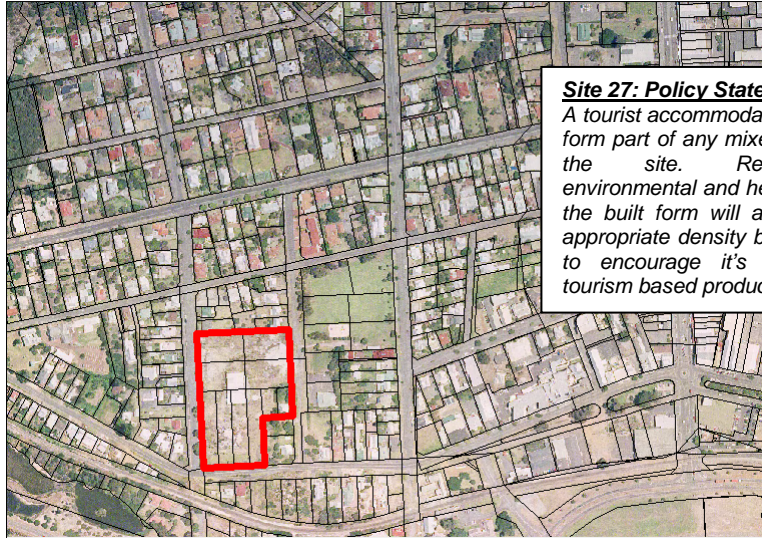 Site 27: Policy State
A tourist accommoda
form part of any mixe
the site. Re
environmental and he
the built form will a
appropriate density b
to encourage it's
tourism based produc